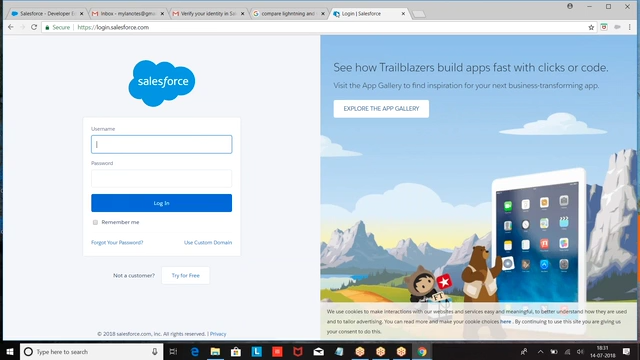 Salesforce - Developer E
Inbox - mylanotes@gma
Verify your identity in Sa
compare lightning and
Login | Salesforce
Secure
https://login.salesforce.com
salesforce
Username
Password
Log In
Remember me
Forgot Your Password?
Use Custom Domain
Not a customer?
Try for Free
© 2018 salesforce.com, inc. All rights reserved. | Privacy
See how Trailblazers build apps fast with clicks or code.
Visit the App Gallery to find inspiration for your next business-transforming app.
EXPLORE THE APP GALLERY
We use cookies to make interactions with our websites and services easy and meaningful, to better understand how they are used
and to tailor advertising. You can read more and make your cookie choices here . By continuing to use this site you are giving us
your consent to do this.
Type here to search
18:31
14-07-2018